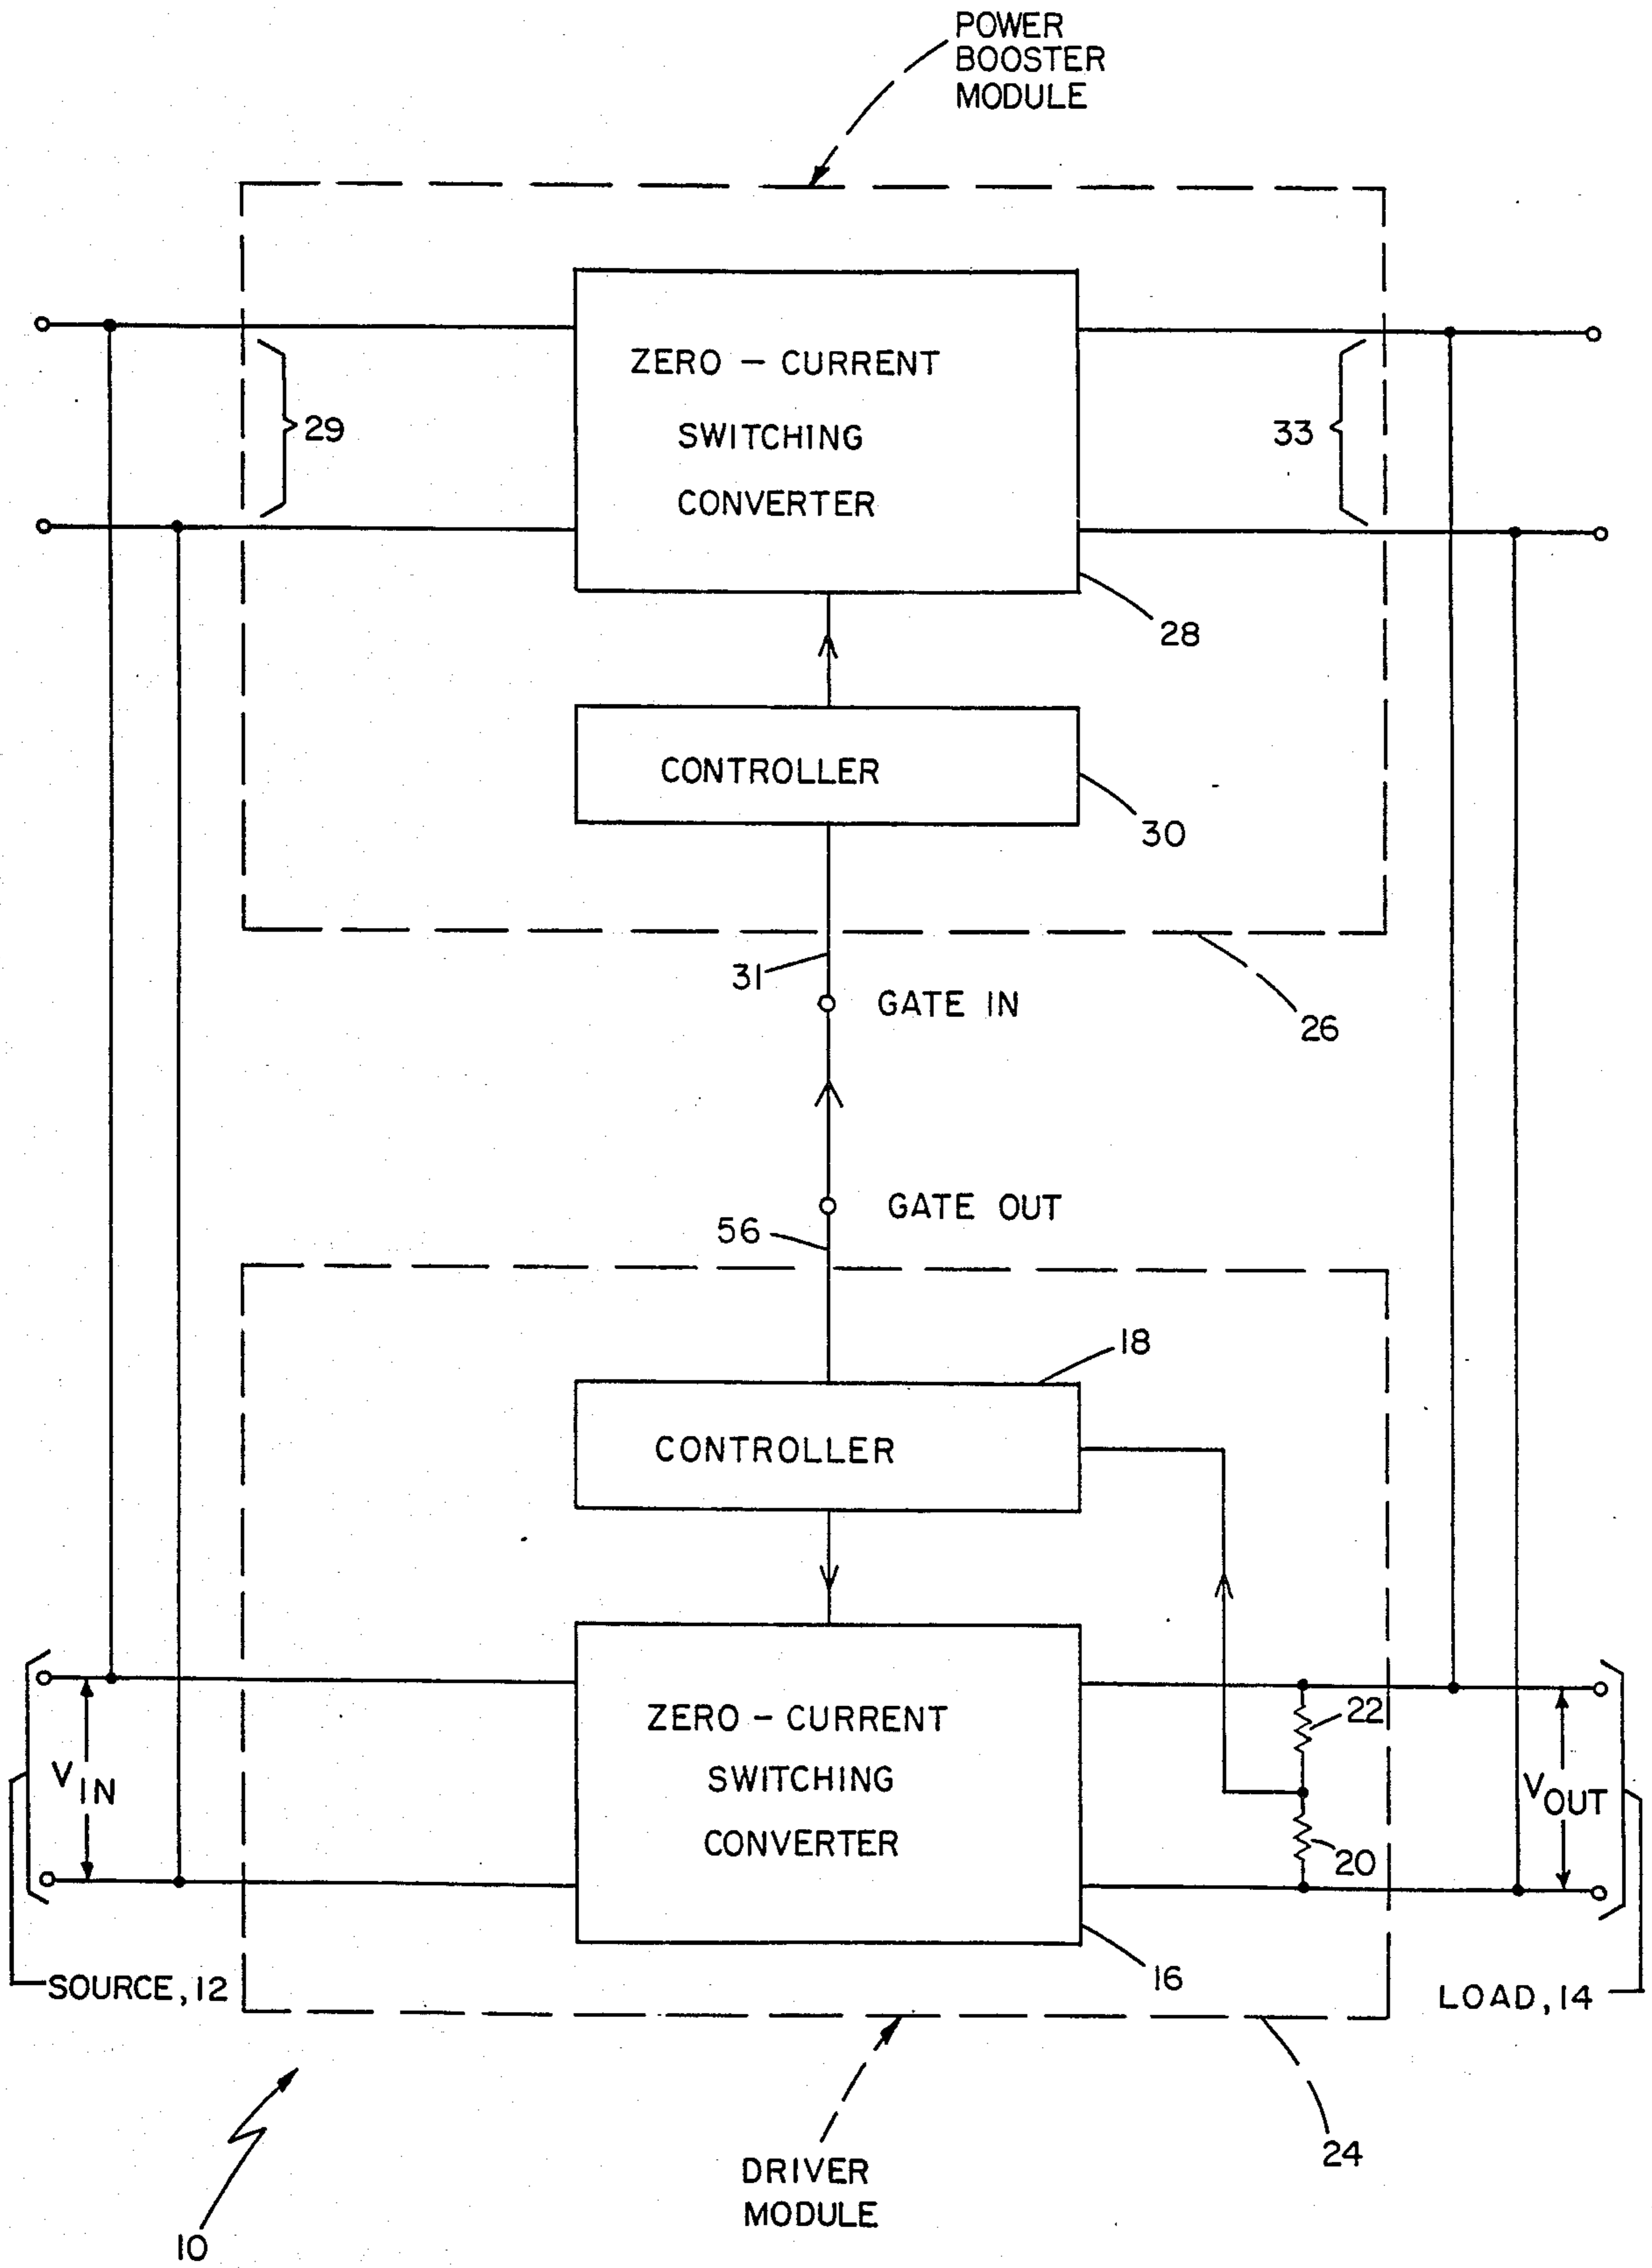 POWER
BOOSTER
MODULE
ZERO – CURRENT
SWITCHING
CONVERTER
29
33
28
CONTROLLER
30
31
GATE IN
26
GATE OUT
56
18
CONTROLLER
ZERO – CURRENT
SWITCHING
CONVERTER
22
20
VIN
VOUT
16
SOURCE, 12
LOAD, 14
24
DRIVER
MODULE
10